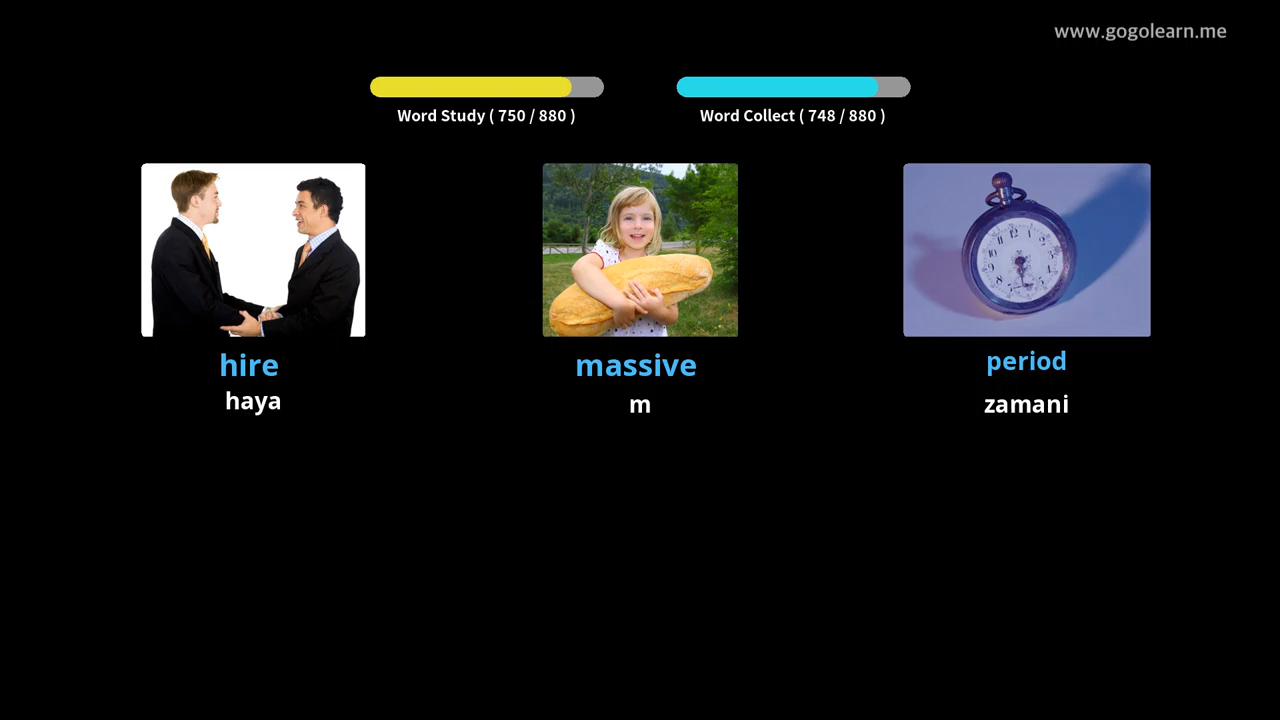 www.gogolearn.me
Word Study ( 750 / 880 )
Word Collect ( 748 / 880 )
hire
haya
massive
m
period
zamani